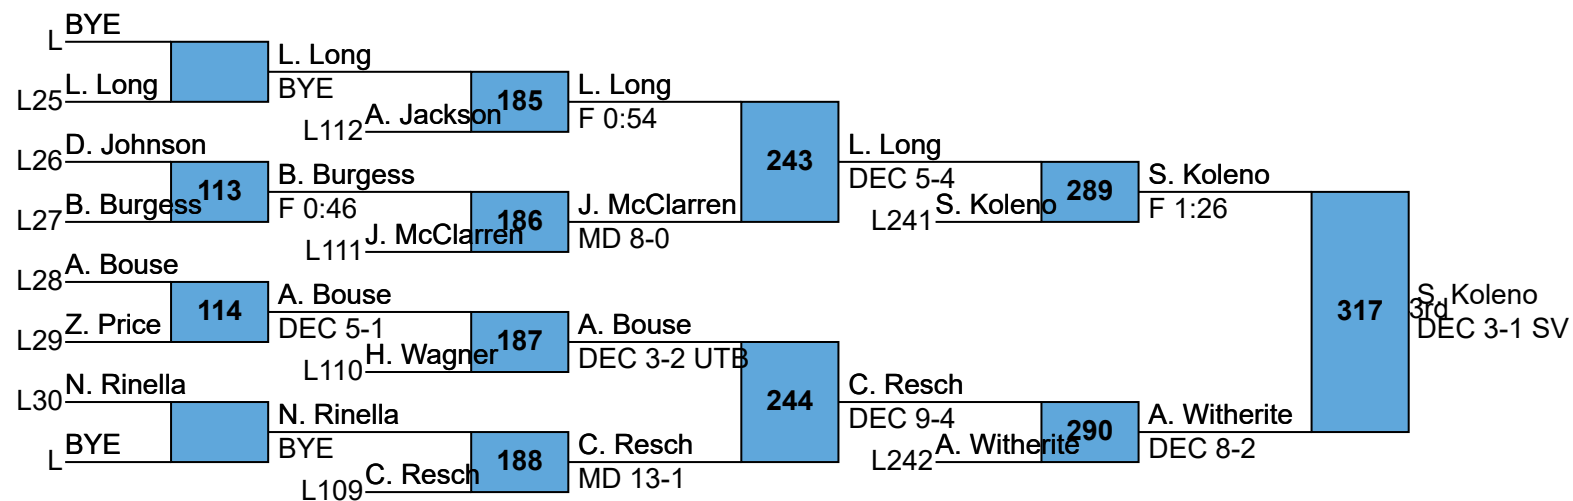 BYE
L
L. Long
L25
L. Long
BYE
185
A. Jackson
L112
L. Long
F 0:54
D. Johnson
L26
113
B. Burgess
L27
B. Burgess
F 0:46
186
J. McClarren
L111
J. McClarren
MD 8-0
243
L. Long
DEC 5-4
289
S. Koleno
L241
S. Koleno
F 1:26
A. Bouse
L28
114
Z. Price
L29
A. Bouse
DEC 5-1
187
H. Wagner
L110
A. Bouse
DEC 3-2 UTB
N. Rinella
L30
BYE
L
N. Rinella
BYE
188
C. Resch
L109
C. Resch
MD 13-1
244
C. Resch
DEC 9-4
290
A. Witherite
L242
A. Witherite
DEC 8-2
317
3rd
S. Koleno
DEC 3-1 SV